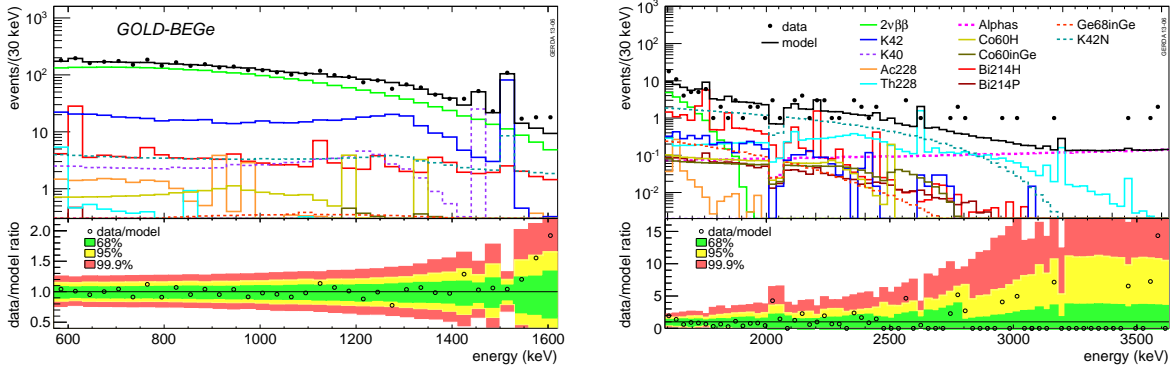 GOLD-BEGe
GERDA 13-06
events/(30 keV)
10³
10²
10
1
data/model
68%
95%
99.9%
data/model ratio
2.0
1.5
1.0
0.5
600 800 1000 1200 1400 1600
energy (keV)
data
model
2νββ
K42
K40
Ac228
Th228
Alphas
Co60H
Co60inGe
Bi214H
Bi214P
Ge68inGe
K42N
GERDA 13-06
events/(30 keV)
10³
10²
10
1
10⁻¹
10⁻²
data/model
68%
95%
99.9%
data/model ratio
15
10
5
0
2000 2500 3000 3500
energy (keV)